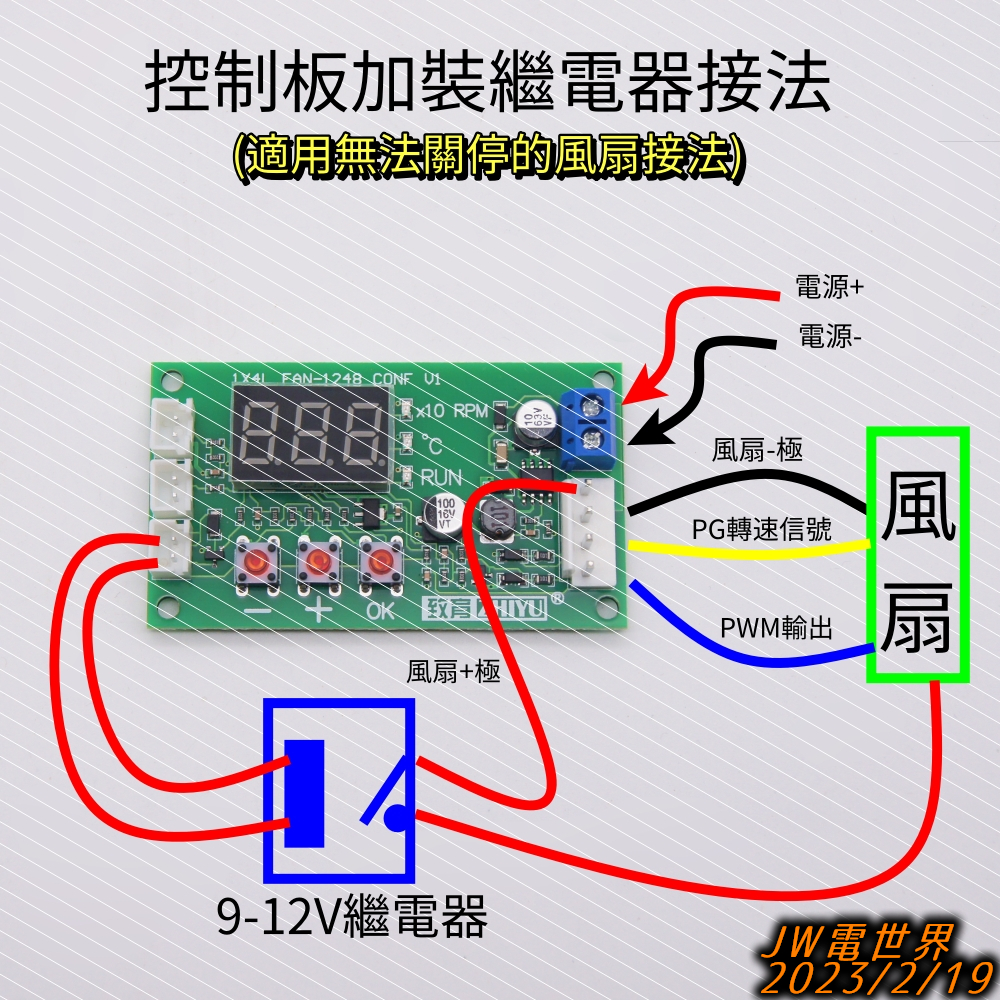 控制板加裝繼電器接法
(適用無法關停的風扇接法)
電源+
電源-
1X4L FAN-1248 CONF V1
x10 RPM
℃
RUN
10
63V
VF
100
16V
VT
風扇-極
PG轉速信號
PWM輸出
風扇
− + OK
致育 ZHIYU®
風扇+極
9-12V繼電器
JW電世界
2023/2/19